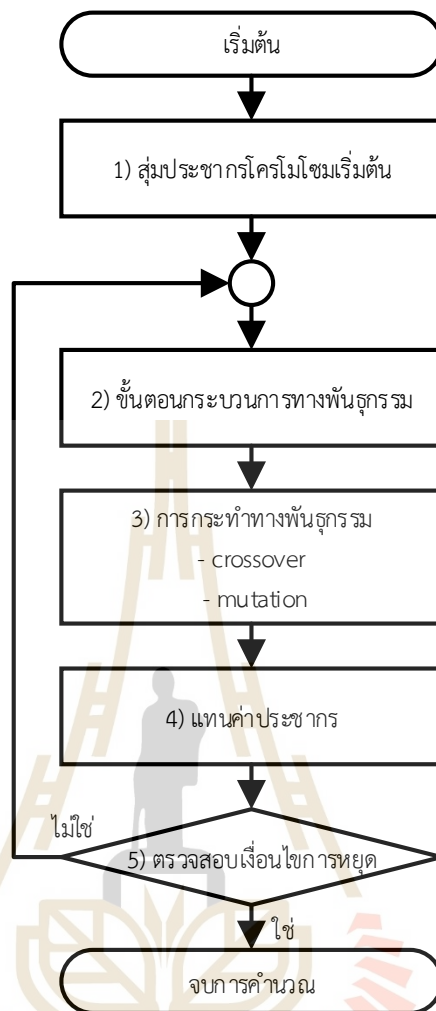 เริ่มต้น
1) สุ่มประชากรโครโมโซมเริ่มต้น
2) ขั้นตอนกระบวนการทางพันธุกรรม
3) การกระทำทางพันธุกรรม
- crossover
- mutation
4) แทนค่าประชากร
ไม่ใช่
5) ตรวจสอบเงื่อนไขการหยุด
ใช่
จบการคำนวณ